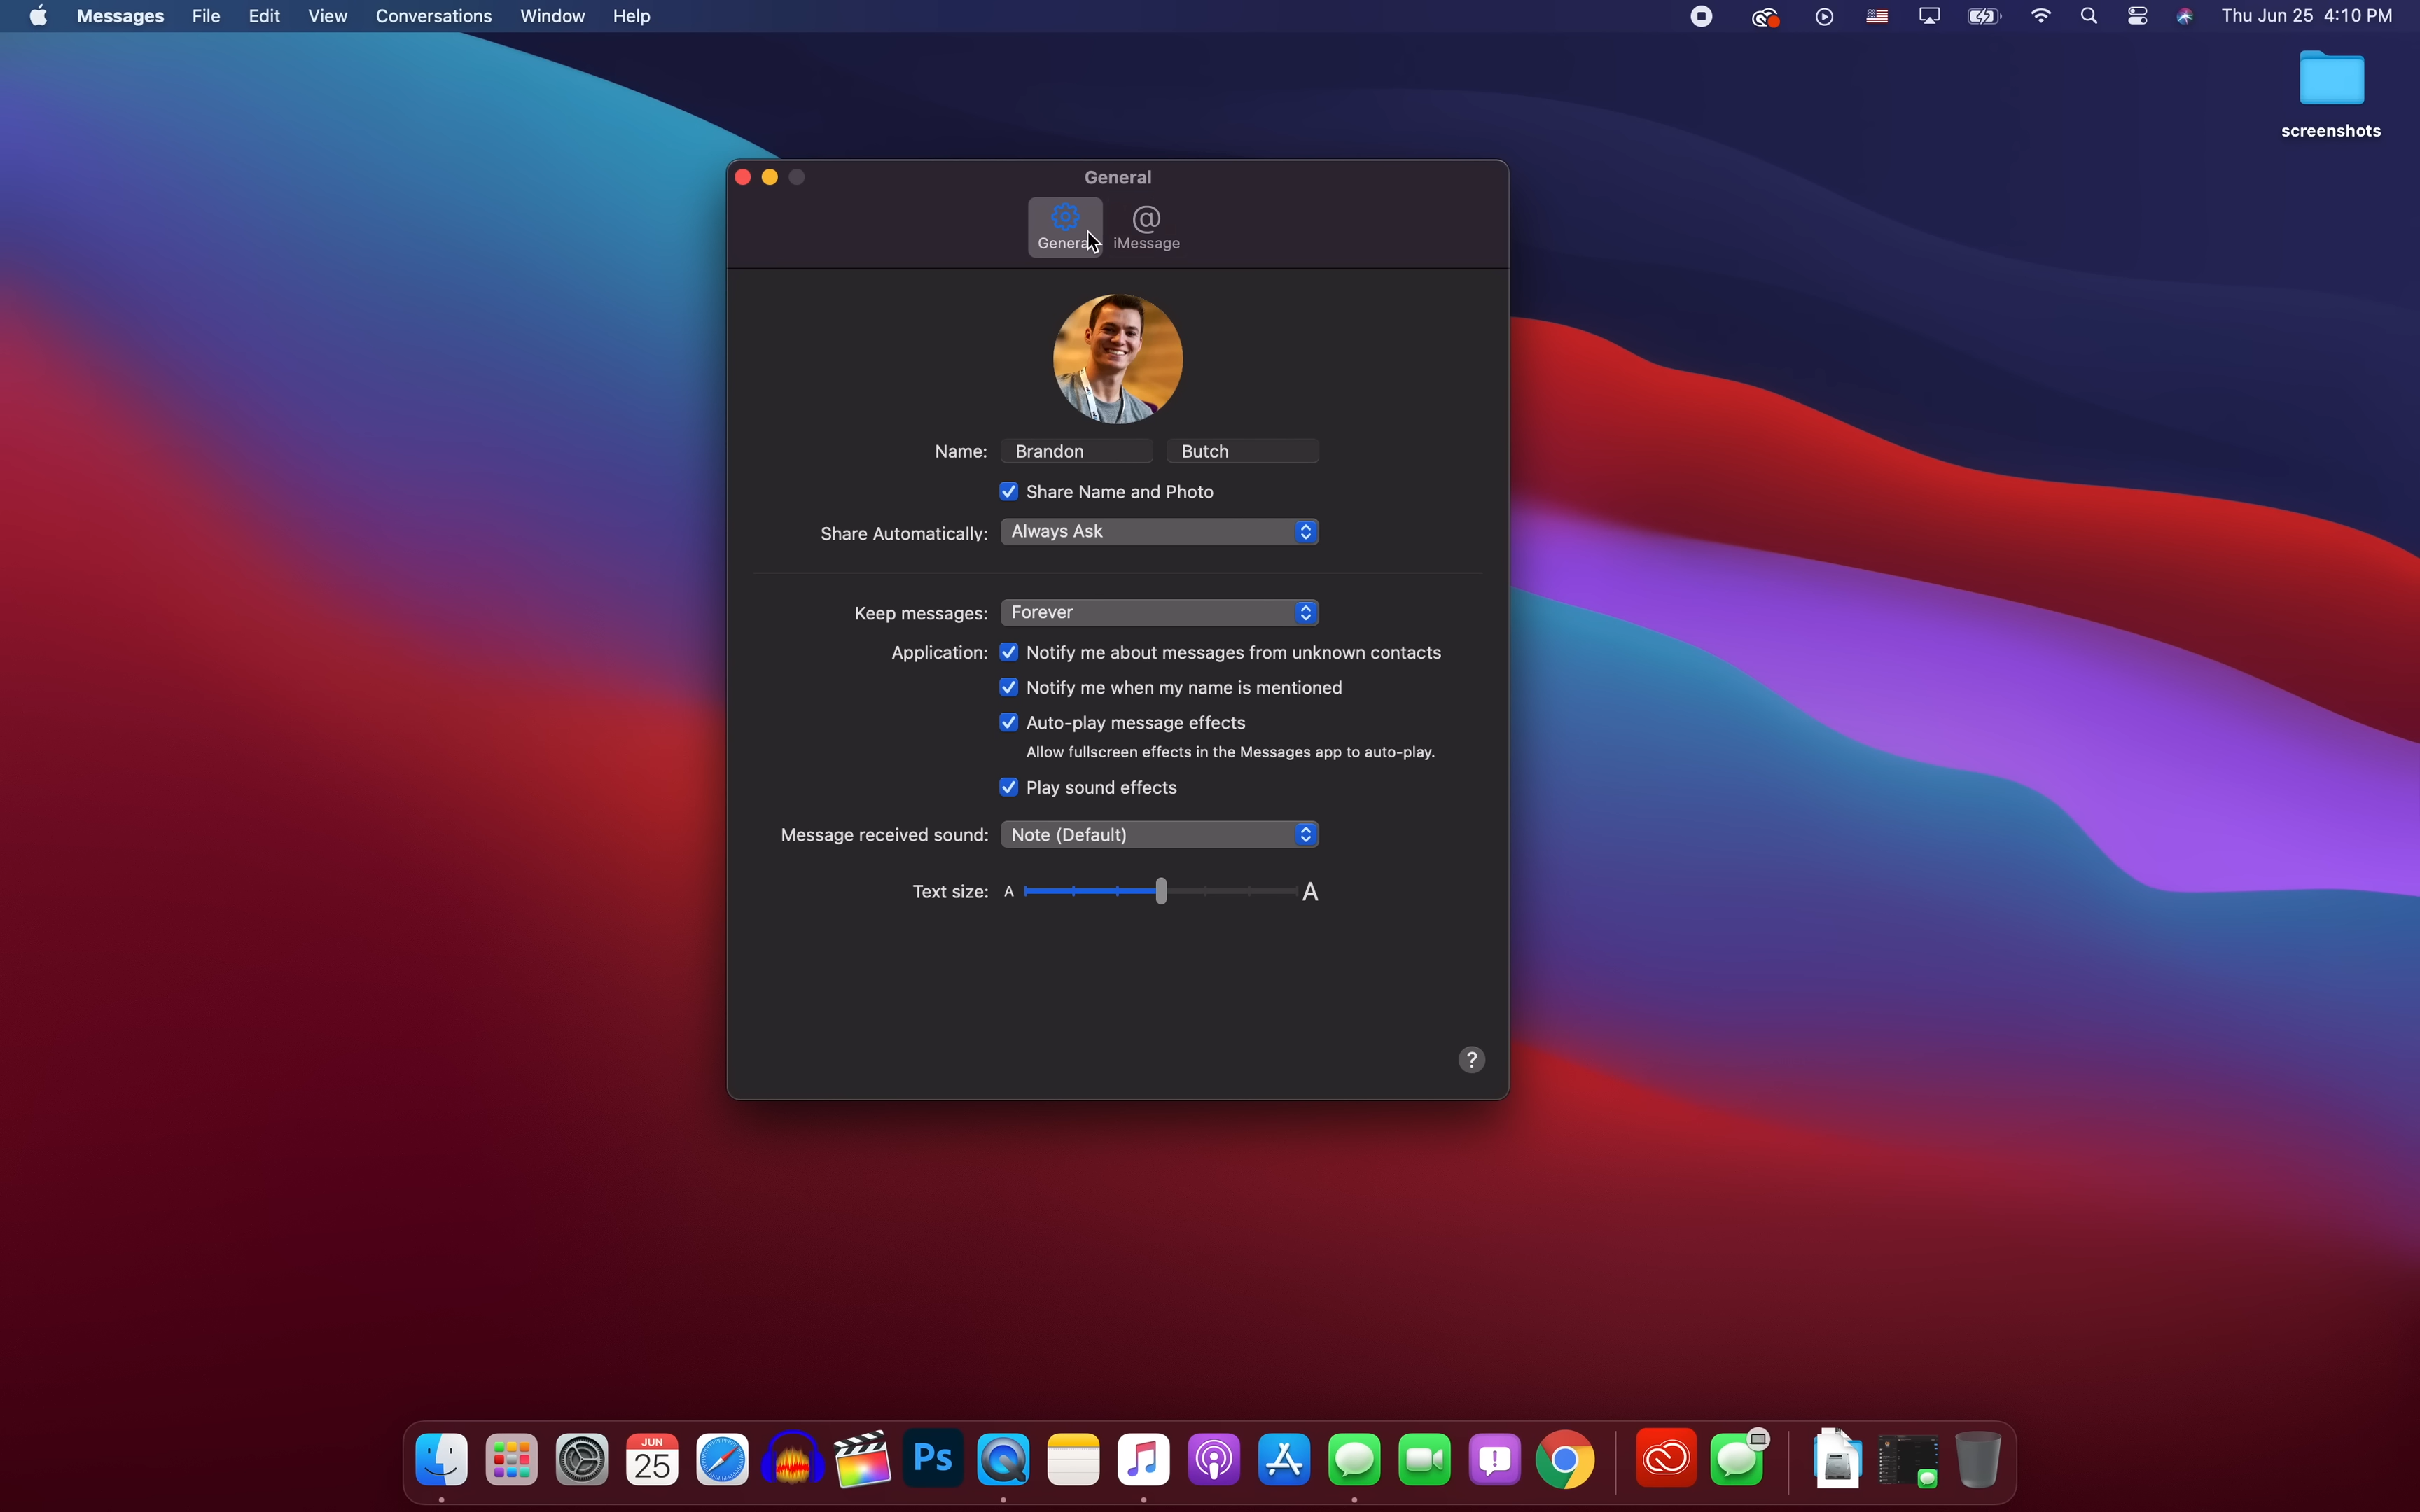 Messages File Edit View Conversations Window Help Thu Jun 25 4:10 PM
screenshots
General
General @ iMessage
Name: Brandon Butch
Share Name and Photo
Share Automatically: Always Ask
Keep messages: Forever
Application: Notify me about messages from unknown contacts
Notify me when my name is mentioned
Auto-play message effects
Allow fullscreen effects in the Messages app to auto-play.
Play sound effects
Message received sound: Note (Default)
Text size: A A
?
JUN
25
Ps